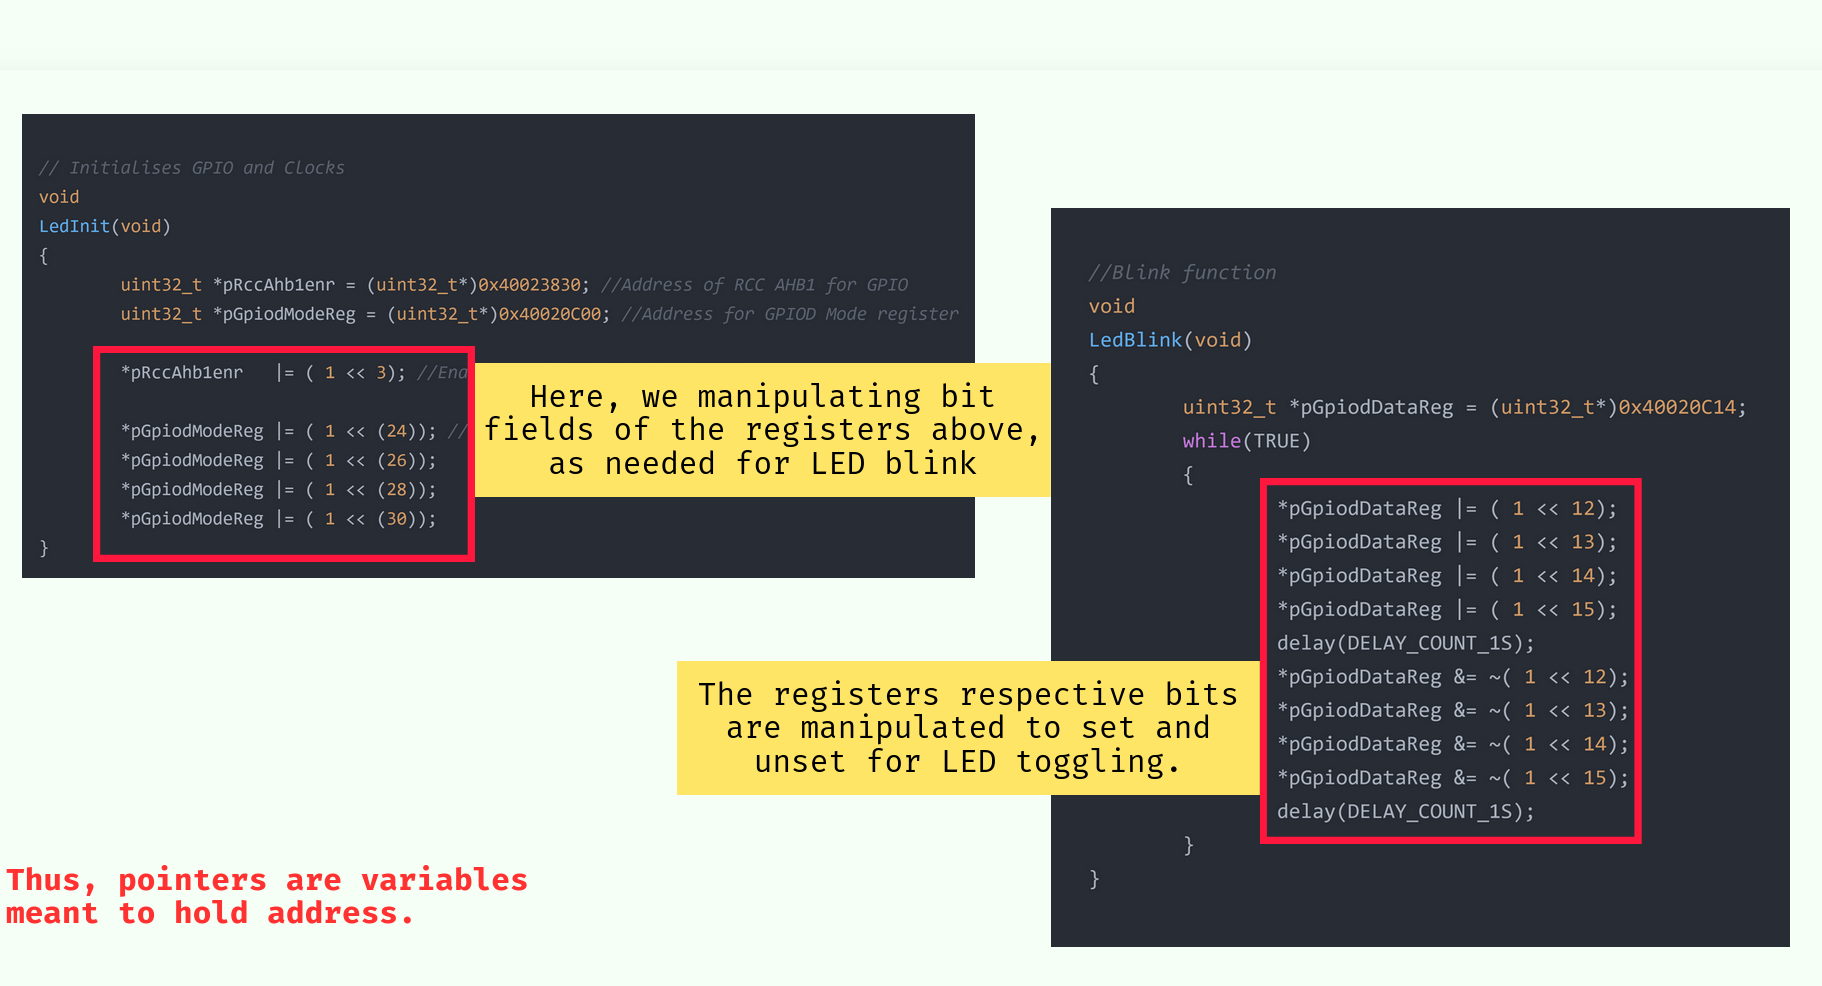 // Initialises GPIO and Clocks
void
LedInit(void)
{
uint32_t *pRccAhb1enr = (uint32_t*)0x40023830; //Address of RCC AHB1 for GPIO
uint32_t *pGpiodModeReg = (uint32_t*)0x40020C00; //Address for GPIOD Mode register
*pRccAhb1enr |= ( 1 << 3); //Ena
*pGpiodModeReg |= ( 1 << (24)); //
*pGpiodModeReg |= ( 1 << (26));
*pGpiodModeReg |= ( 1 << (28));
*pGpiodModeReg |= ( 1 << (30));
}
Here, we manipulating bit
fields of the registers above,
as needed for LED blink
//Blink function
void
LedBlink(void)
{
uint32_t *pGpiodDataReg = (uint32_t*)0x40020C14;
while(TRUE)
{
*pGpiodDataReg |= ( 1 << 12);
*pGpiodDataReg |= ( 1 << 13);
*pGpiodDataReg |= ( 1 << 14);
*pGpiodDataReg |= ( 1 << 15);
delay(DELAY_COUNT_1S);
*pGpiodDataReg &= ~( 1 << 12);
*pGpiodDataReg &= ~( 1 << 13);
*pGpiodDataReg &= ~( 1 << 14);
*pGpiodDataReg &= ~( 1 << 15);
delay(DELAY_COUNT_1S);
}
}
The registers respective bits
are manipulated to set and
unset for LED toggling.
Thus, pointers are variables
meant to hold address.